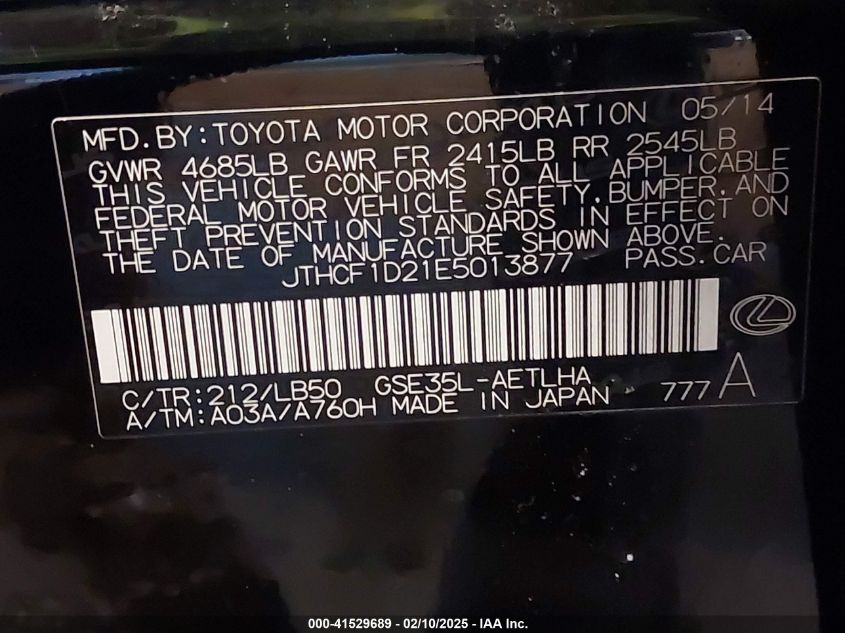 MFD.BY:TOYOTA MOTOR CORPORATION 05/14
GVWR 4685LB GAWR FR 2415LB RR 2545LB
THIS VEHICLE CONFORMS TO ALL APPLICABLE
FEDERAL MOTOR VEHICLE SAFETY,BUMPER,AND
THEFT PREVENTION STANDARDS IN EFFECT ON
THE DATE OF MANUFACTURE SHOWN ABOVE.
JTHCF1D21E5013877 PASS.CAR
C/TR:212/LB50 GSE35L-AETLHA
A/TM:A03A/A760H MADE IN JAPAN 777A
000-41529689 - 02/10/2025 - IAA Inc.